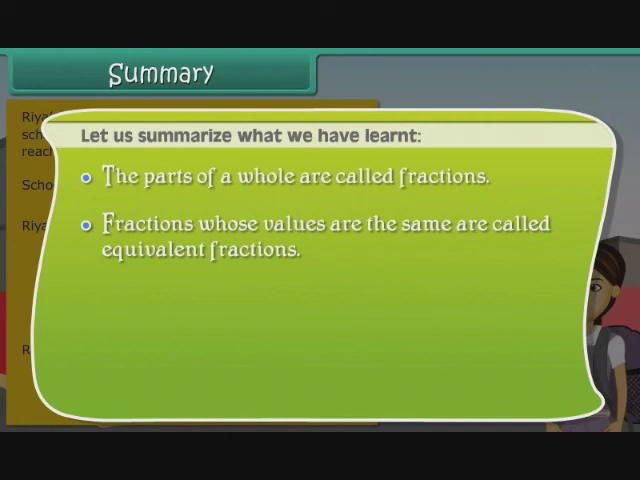 Summary
Let us summarize what we have learnt:
The parts of a whole are called fractions.
Fractions whose values are the same are called
equivalent fractions.